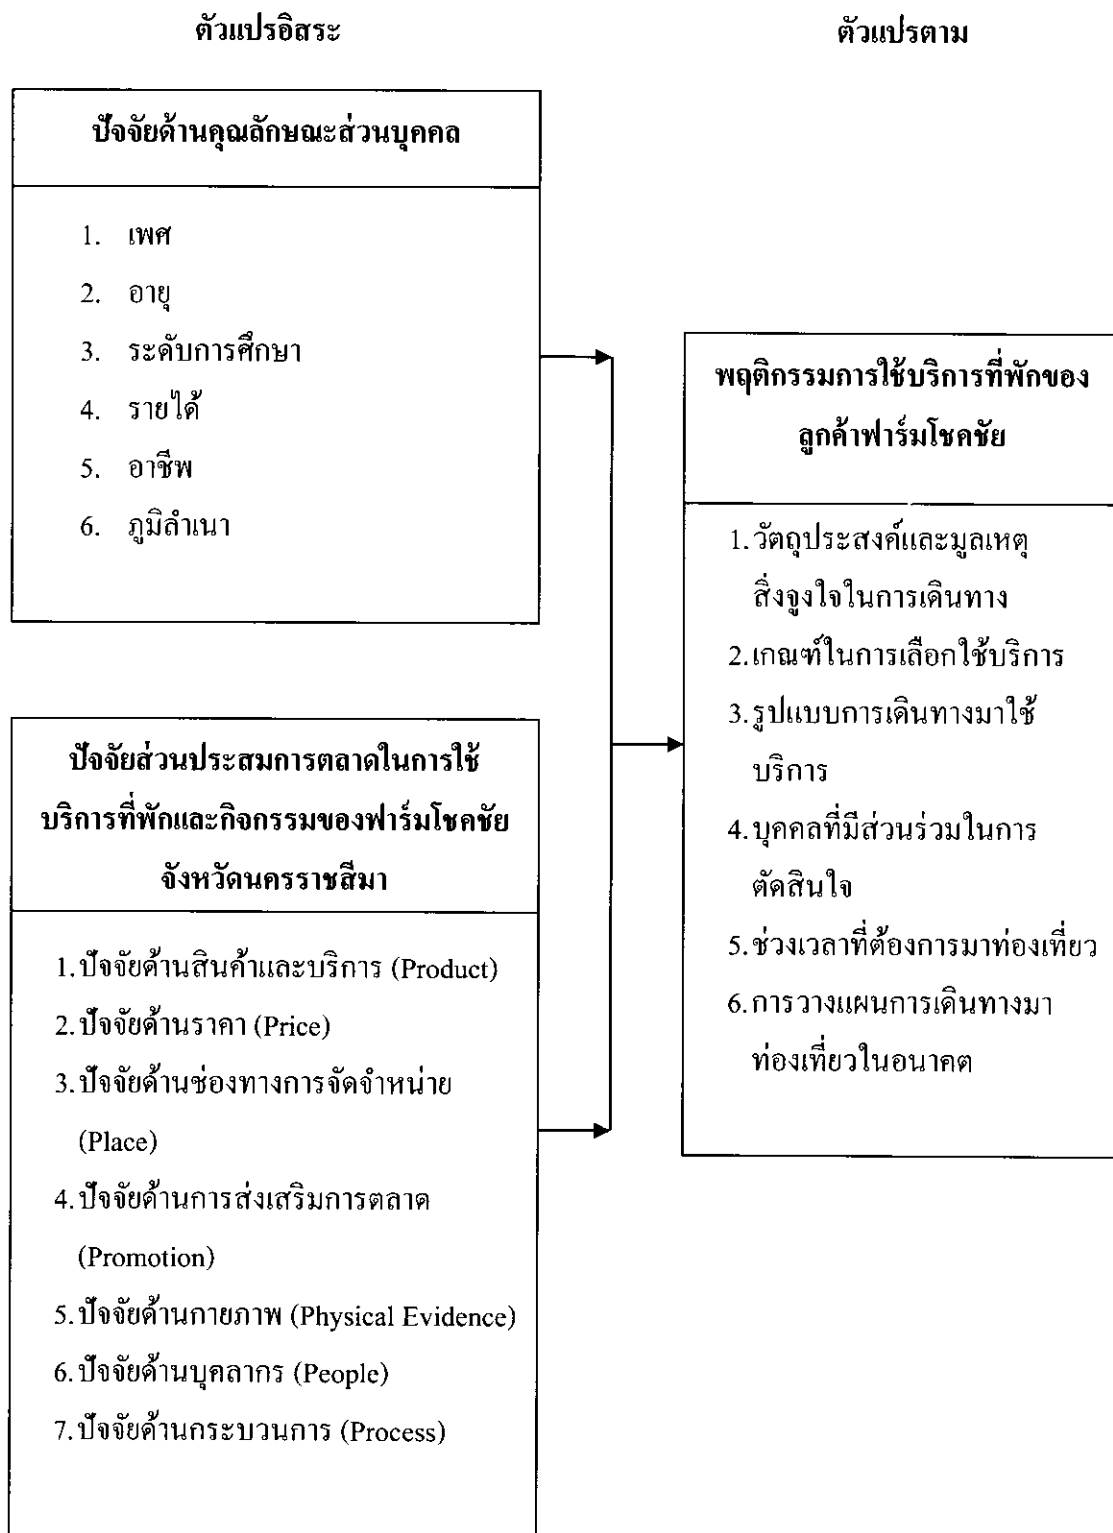 ตัวแปรอิสระ
ตัวแปรตาม
ปัจจัยด้านคุณลักษณะส่วนบุคคล
1. เพศ
2. อายุ
3. ระดับการศึกษา
4. รายได้
5. อาชีพ
6. ภูมิลำเนา
ปัจจัยส่วนประสมการตลาดในการใช้
บริการที่พักและกิจกรรมของฟาร์มโชคชัย
จังหวัดนครราชสีมา
1. ปัจจัยด้านสินค้าและบริการ (Product)
2. ปัจจัยด้านราคา (Price)
3. ปัจจัยด้านช่องทางการจัดจำหน่าย
(Place)
4. ปัจจัยด้านการส่งเสริมการตลาด
(Promotion)
5. ปัจจัยด้านกายภาพ (Physical Evidence)
6. ปัจจัยด้านบุคลากร (People)
7. ปัจจัยด้านกระบวนการ (Process)
พฤติกรรมการใช้บริการที่พักของ
ลูกค้าฟาร์มโชคชัย
1. วัตถุประสงค์และมูลเหตุ
สิ่งจูงใจในการเดินทาง
2. เกณฑ์ในการเลือกใช้บริการ
3. รูปแบบการเดินทางมาใช้
บริการ
4. บุคคลที่มีส่วนร่วมในการ
ตัดสินใจ
5. ช่วงเวลาที่ต้องการมาท่องเที่ยว
6. การวางแผนการเดินทางมา
ท่องเที่ยวในอนาคต